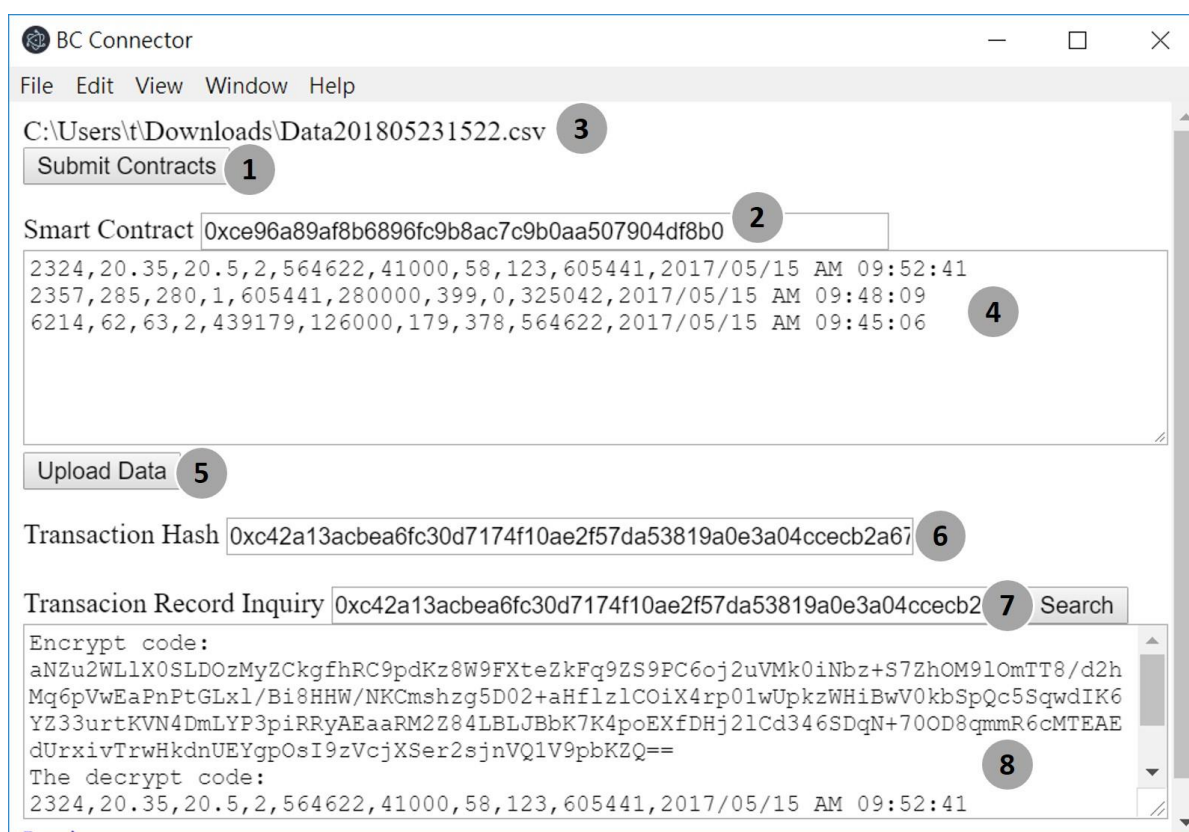 BC Connector
File Edit View Window Help
C:\Users\t\Downloads\Data201805231522.csv 3
Submit Contracts 1
Smart Contract 0xce96a89af8b6896fc9b8ac7c9b0aa507904df8b0 2
2324,20.35,20.5,2,564622,41000,58,123,605441,2017/05/15 AM 09:52:41
2357,285,280,1,605441,280000,399,0,325042,2017/05/15 AM 09:48:09
6214,62,63,2,439179,126000,179,378,564622,2017/05/15 AM 09:45:06
4
Upload Data 5
Transaction Hash 0xc42a13acbea6fc30d7174f10ae2f57da53819a0e3a04ccecb2a67 6
Transacion Record Inquiry 0xc42a13acbea6fc30d7174f10ae2f57da53819a0e3a04ccecb2 7 Search
Encrypt code:
aNZu2WLlX0SLDOzMyZCkgfhRC9pdKz8W9FXteZkFq9ZS9PC6oj2uVMk0iNbz+S7ZhOM9lOmTT8/d2h
Mq6pVwEaPnPtGLxl/Bi8HHW/NKCmshzg5D02+aHflzlCOiX4rp01wUpkzWHiBwV0kbSpQc5SqwdIK6
YZ33urtKVN4DmLYP3piRRyAEaaRM2Z84LBLJBbK7K4poEXfDHj2lCd346SDqN+70OD8qmmR6cMTEAE
dUrxivTrwHkdnUEYgpOsI9zVcjXSer2sjnVQ1V9pbKZQ==
8
The decrypt code:
2324,20.35,20.5,2,564622,41000,58,123,605441,2017/05/15 AM 09:52:41